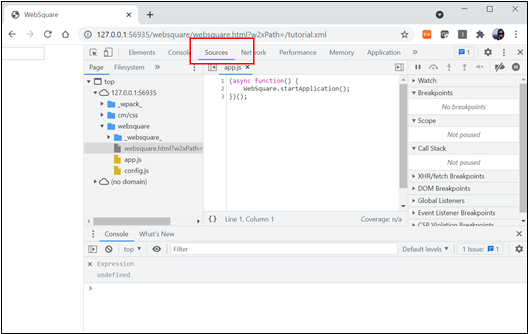 WebSquare
127.0.0.1:56935/websquare/websquare.html?w2xPath=/tutorial.xml
Elements
Console
Sources
Network
Performance
Memory
Application
1
Page
Filesystem
app.js
top
127.0.0.1:56935
_wpack_
cm/css
websquare
_websquare_
websquare.html?w2xPath=
app.js
config.js
(no domain)
1 (async function() {
2 WebSquare.startApplication();
3 })();
{} Line 1, Column 1
Coverage: n/a
Watch
Breakpoints
No breakpoints
Scope
Not paused
Call Stack
Not paused
XHR/fetch Breakpoints
DOM Breakpoints
Global Listeners
Event Listener Breakpoints
CSP Violation Breakpoints
Console
What's New
top
Filter
Default levels
1 Issue: 1
Expression
undefined